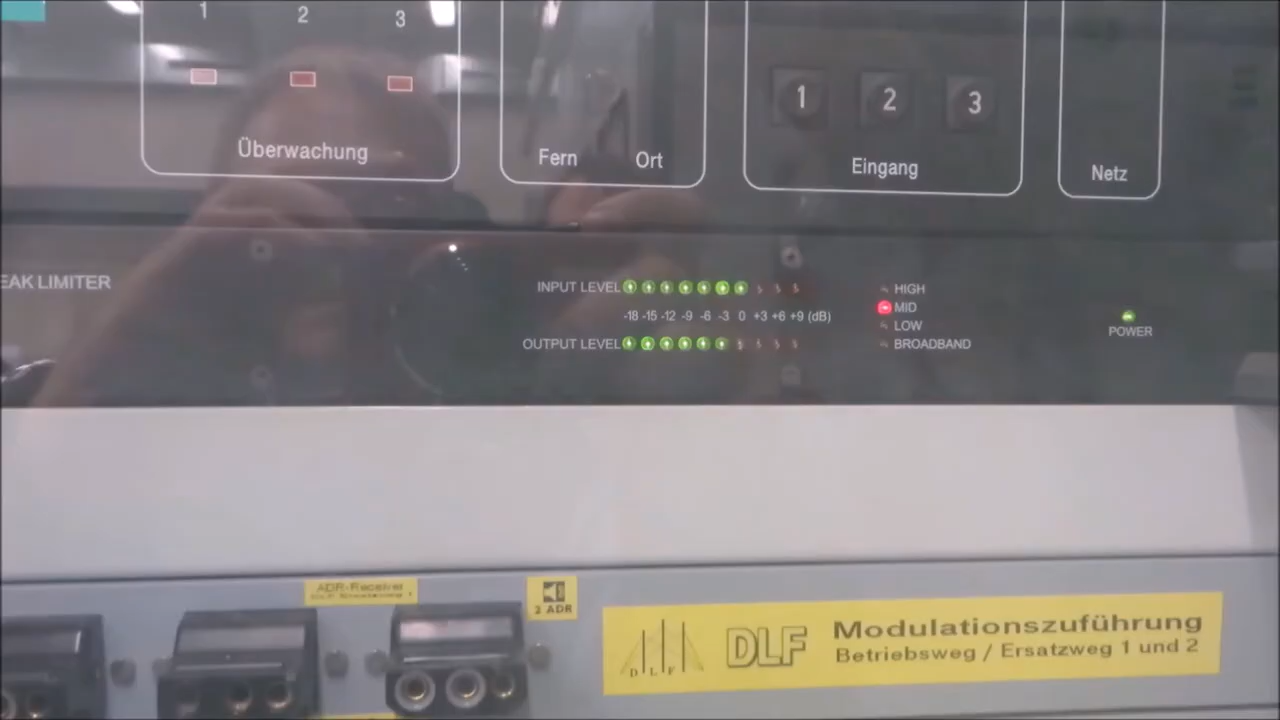 1 2 3
Überwachung
Fern Ort
1 2 3
Eingang
Netz
EAK LIMITER
INPUT LEVEL
-18 -15 -12 -9 -6 -3 0 +3 +6 +9 (dB)
OUTPUT LEVEL
HIGH
MID
LOW
BROADBAND
POWER
ADR-Receiver
2 ADR
D L F
DLF
Modulationszuführung
Betriebsweg / Ersatzweg 1 und 2